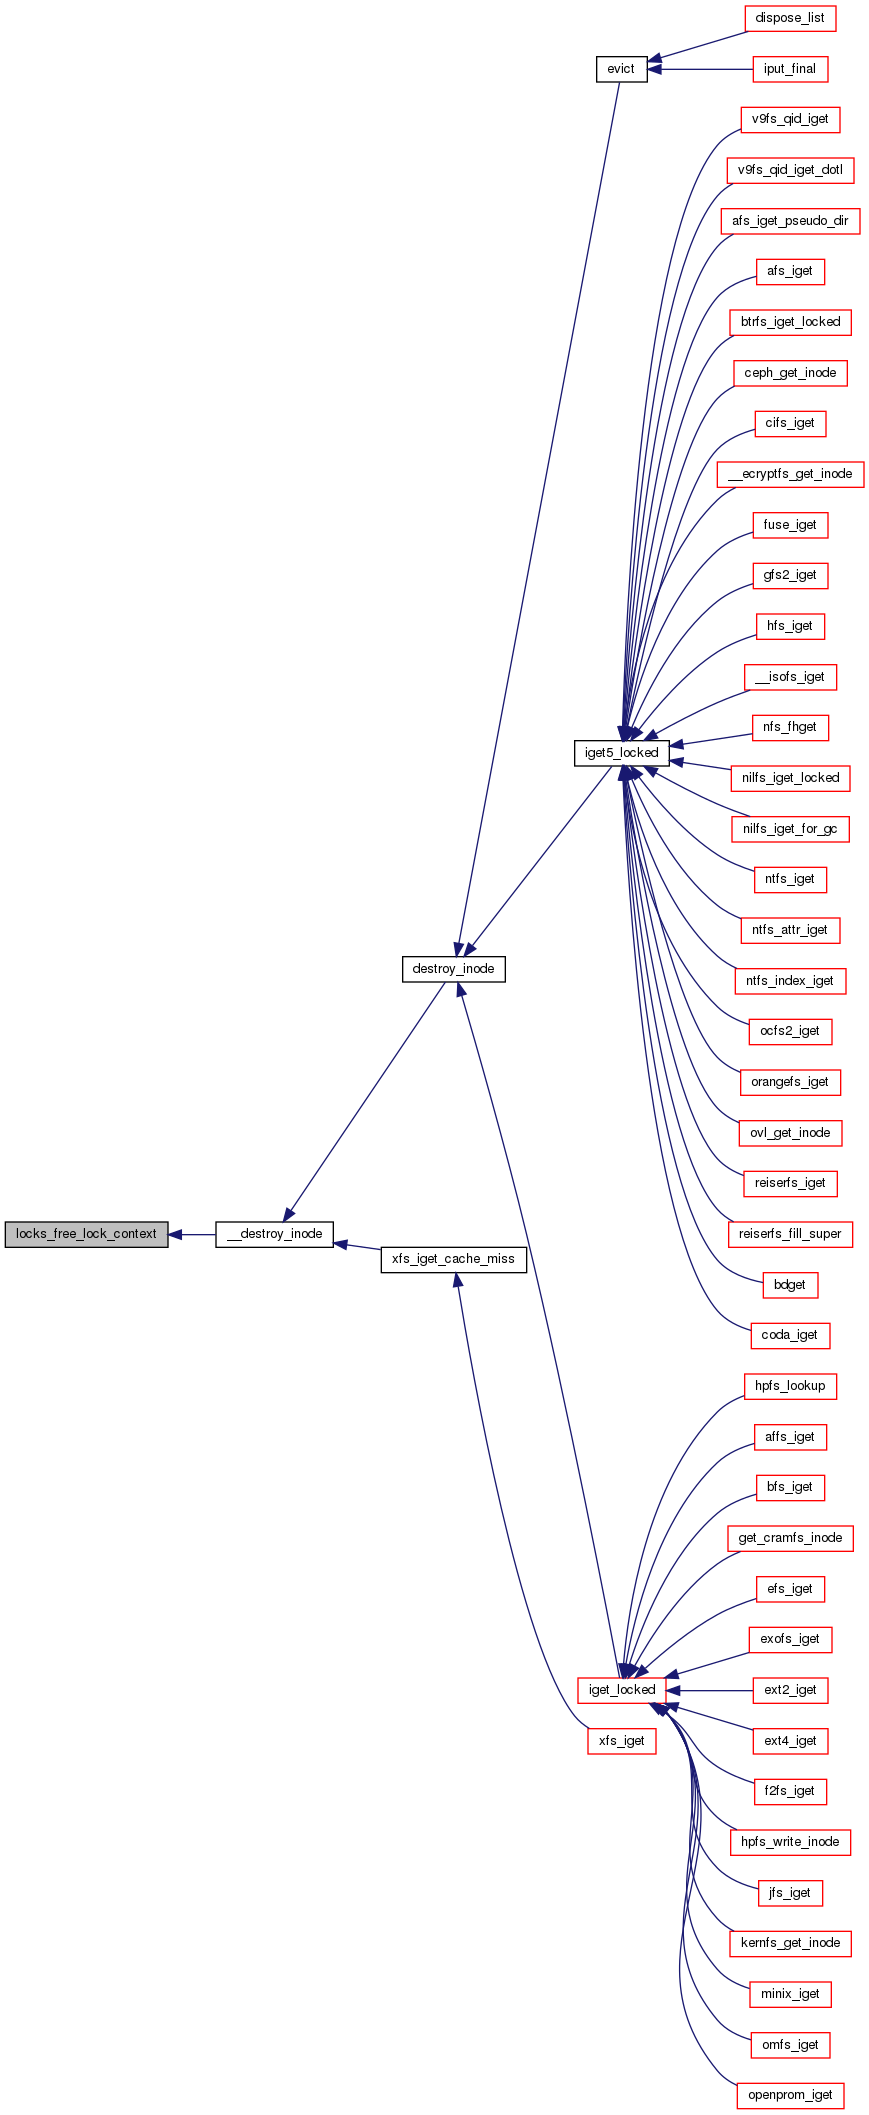 dispose_list
evict
iput_final
v9fs_qid_iget
v9fs_qid_iget_dotl
afs_iget_pseudo_dir
afs_iget
btrfs_iget_locked
ceph_get_inode
cifs_iget
__ecryptfs_get_inode
fuse_iget
gfs2_iget
hfs_iget
__isofs_iget
nfs_fhget
iget5_locked
nilfs_iget_locked
nilfs_iget_for_gc
ntfs_iget
ntfs_attr_iget
destroy_inode
ntfs_index_iget
ocfs2_iget
orangefs_iget
ovl_get_inode
reiserfs_iget
locks_free_lock_context
__destroy_inode
reiserfs_fill_super
xfs_iget_cache_miss
bdget
coda_iget
hpfs_lookup
affs_iget
bfs_iget
get_cramfs_inode
efs_iget
exofs_iget
iget_locked
ext2_iget
xfs_iget
ext4_iget
f2fs_iget
hpfs_write_inode
jfs_iget
kernfs_get_inode
minix_iget
omfs_iget
openprom_iget